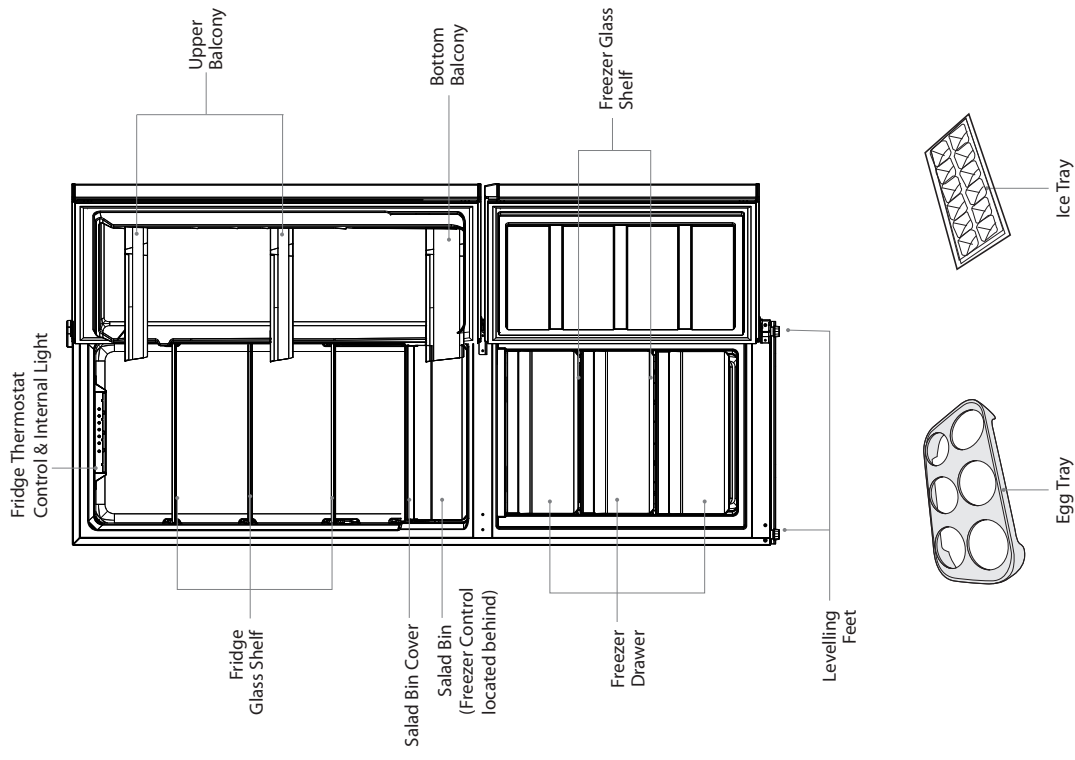 Fridge Thermostat
Control & Internal Light
Upper
Balcony
Bottom
Balcony
Freezer Glass
Shelf
Fridge
Glass Shelf
Salad Bin Cover
Salad Bin
(Freezer Control
located behind)
Freezer
Drawer
Levelling
Feet
Egg Tray
Ice Tray